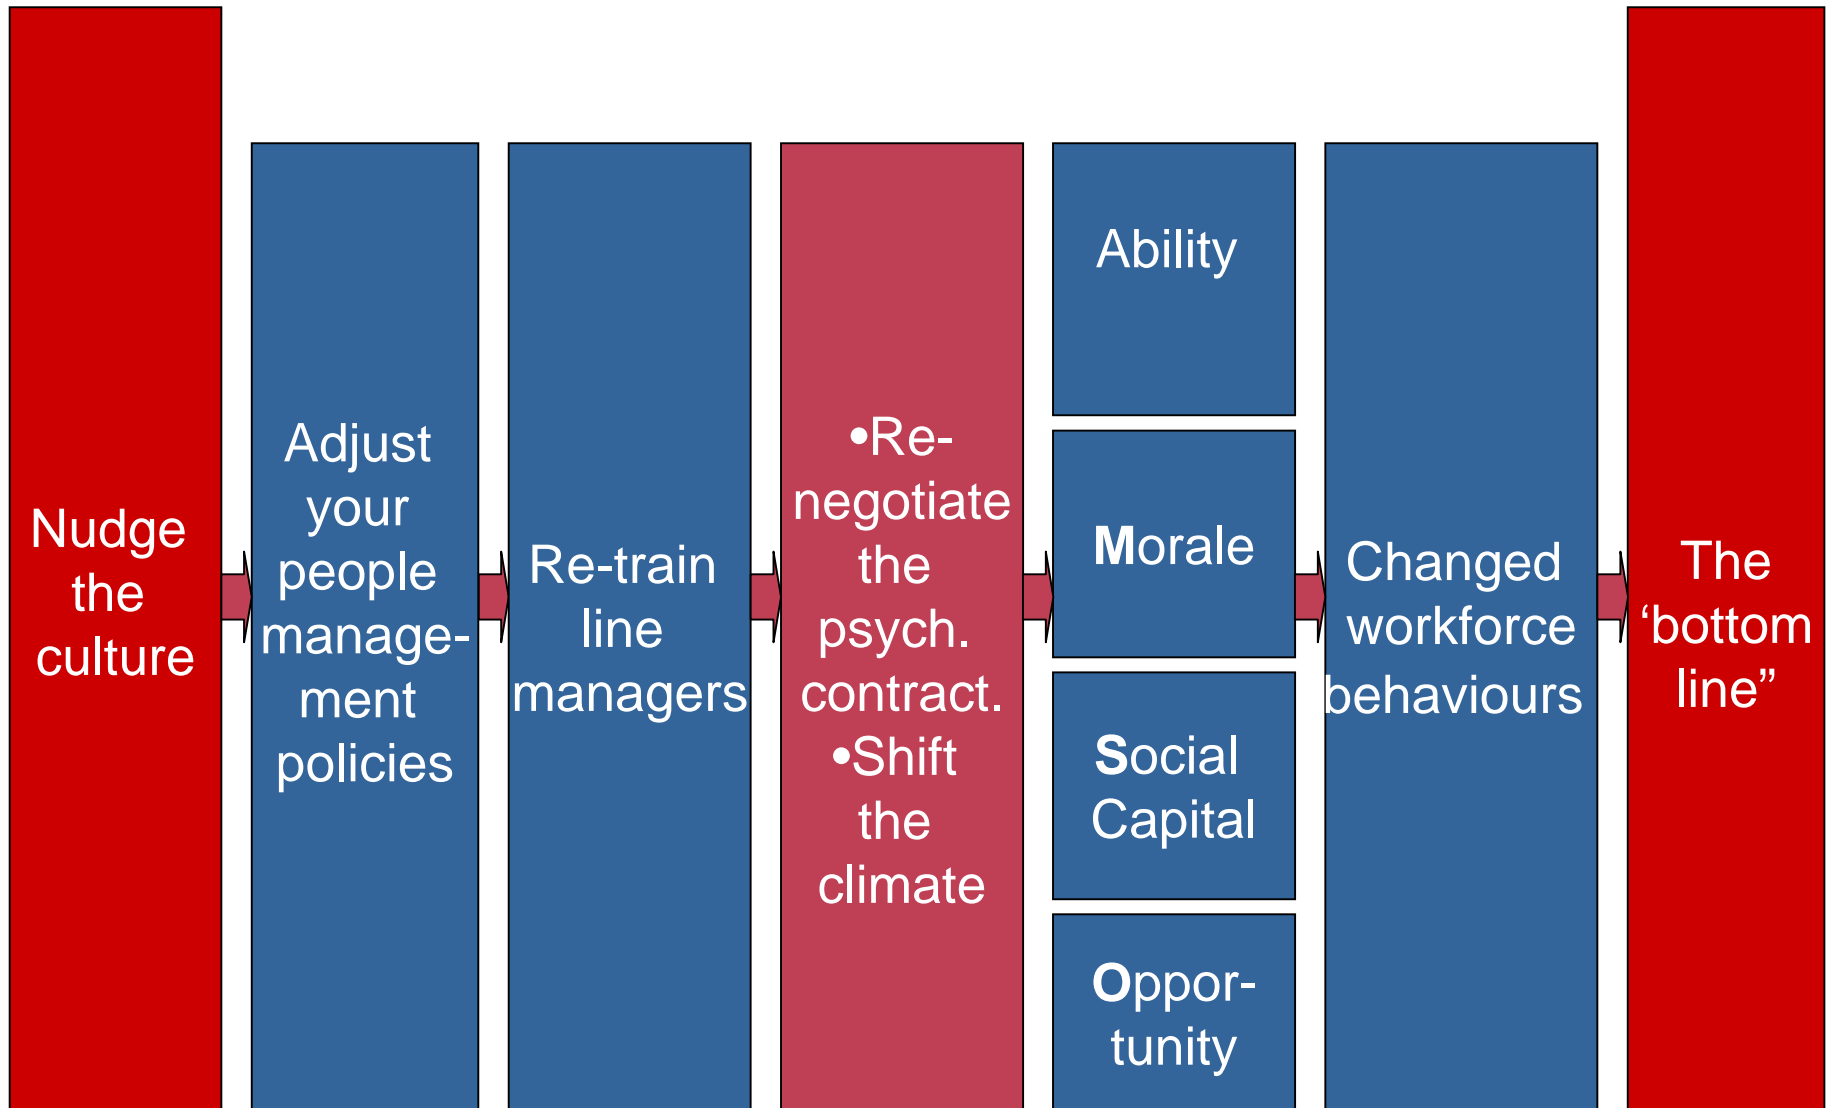 Nudge
the
culture
Adjust
your
people
manage-
ment
policies
Re-train
line
managers
•Re-
negotiate
the
psych.
contract.
•Shift
the
climate
Ability
Morale
Social
Capital
Oppor-
tunity
Changed
workforce
behaviours
The
‘bottom
line”